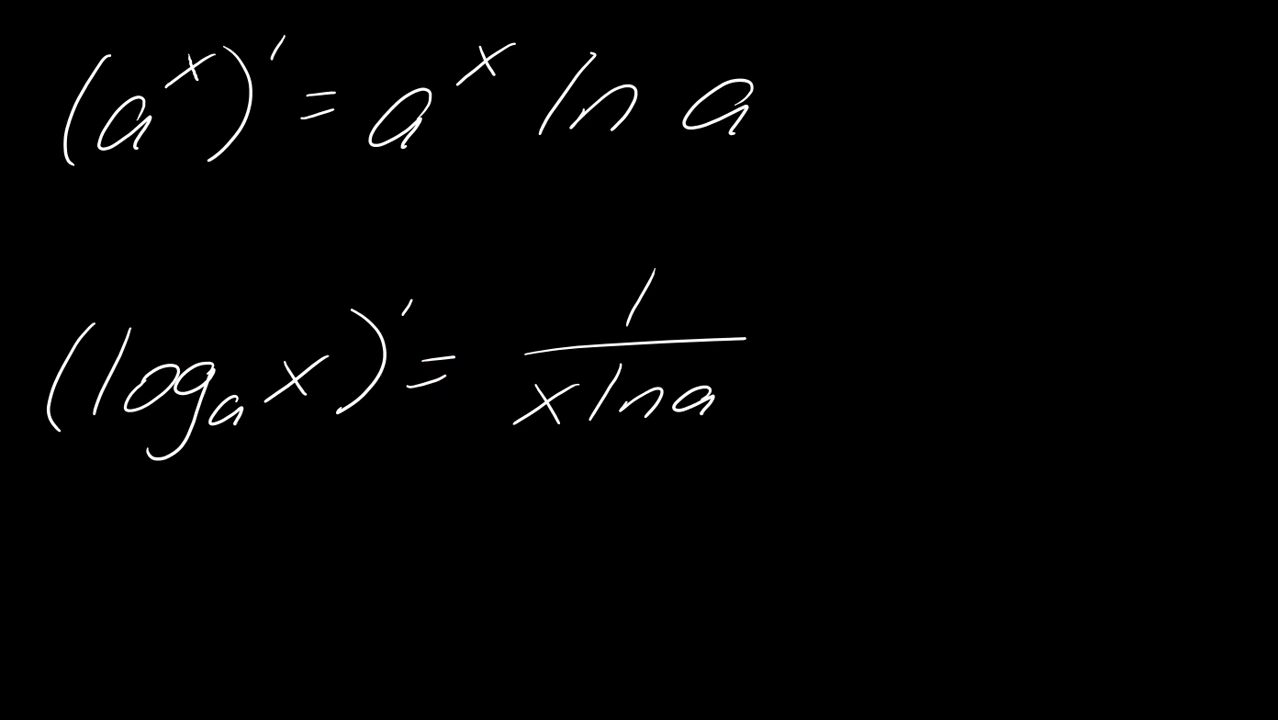 (a^x)' = a^x ln a
(log_a x)' = 1/(x ln a)